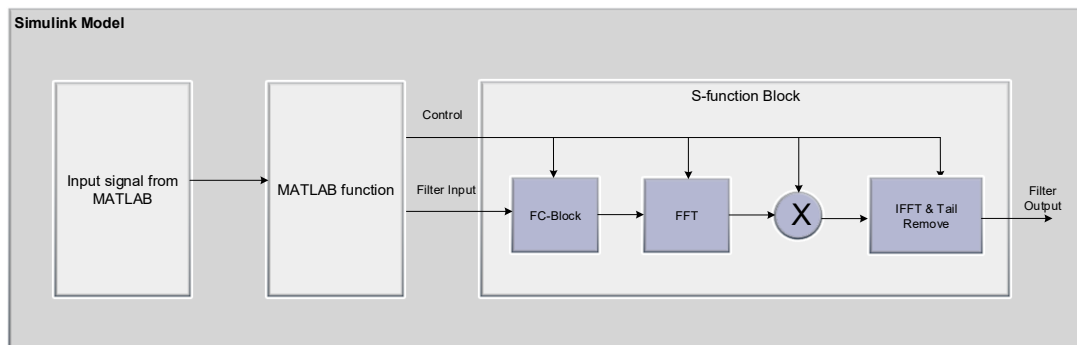 Simulink Model
S-function Block
Control
Input signal from
MATLAB
MATLAB function
Filter Input
FC-Block
FFT
X
IFFT & Tail
Remove
Filter
Output